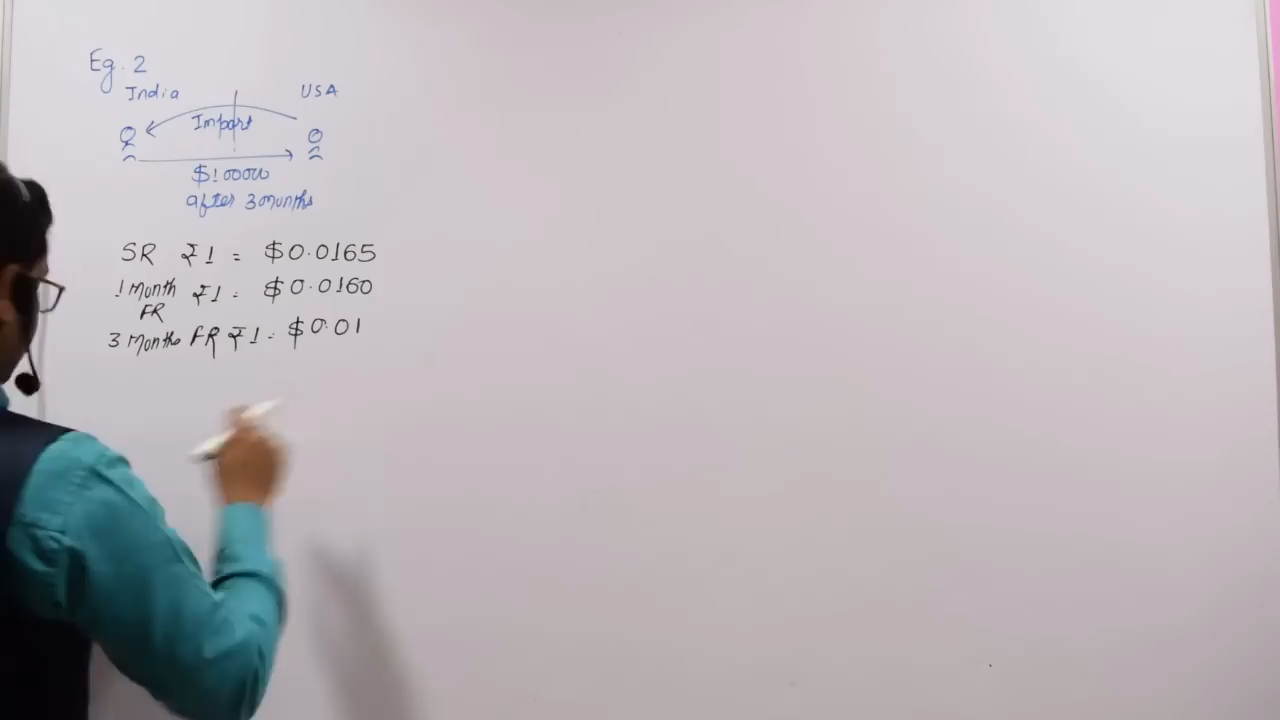 Eg. 2
India USA
Import
$10000
after 3 months
SR ₹1 = $0.0165
1 Month FR ₹1 = $0.0160
3 Months FR ₹1 = $0.01